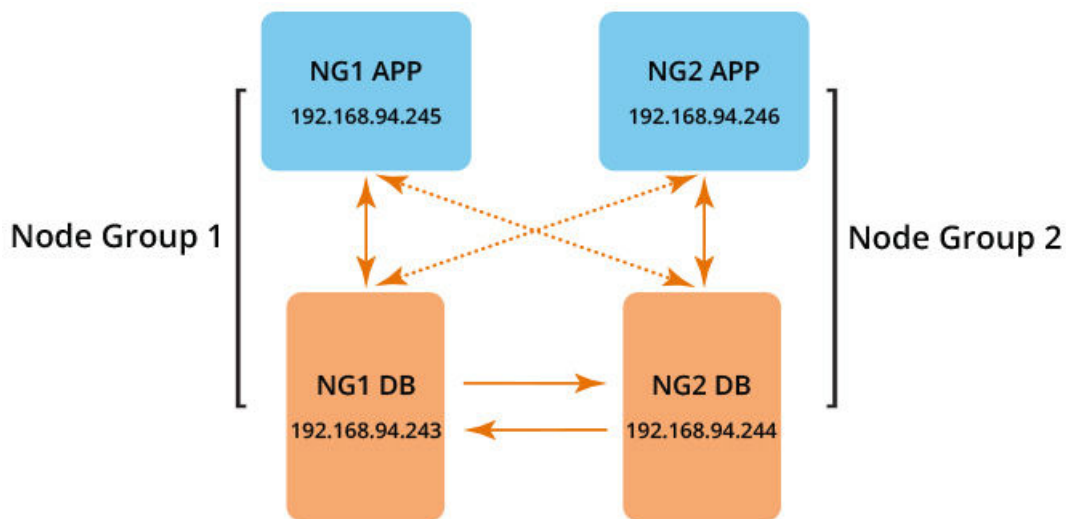 NG1 APP
192.168.94.245
NG2 APP
192.168.94.246
Node Group 1
Node Group 2
NG1 DB
192.168.94.243
NG2 DB
192.168.94.244